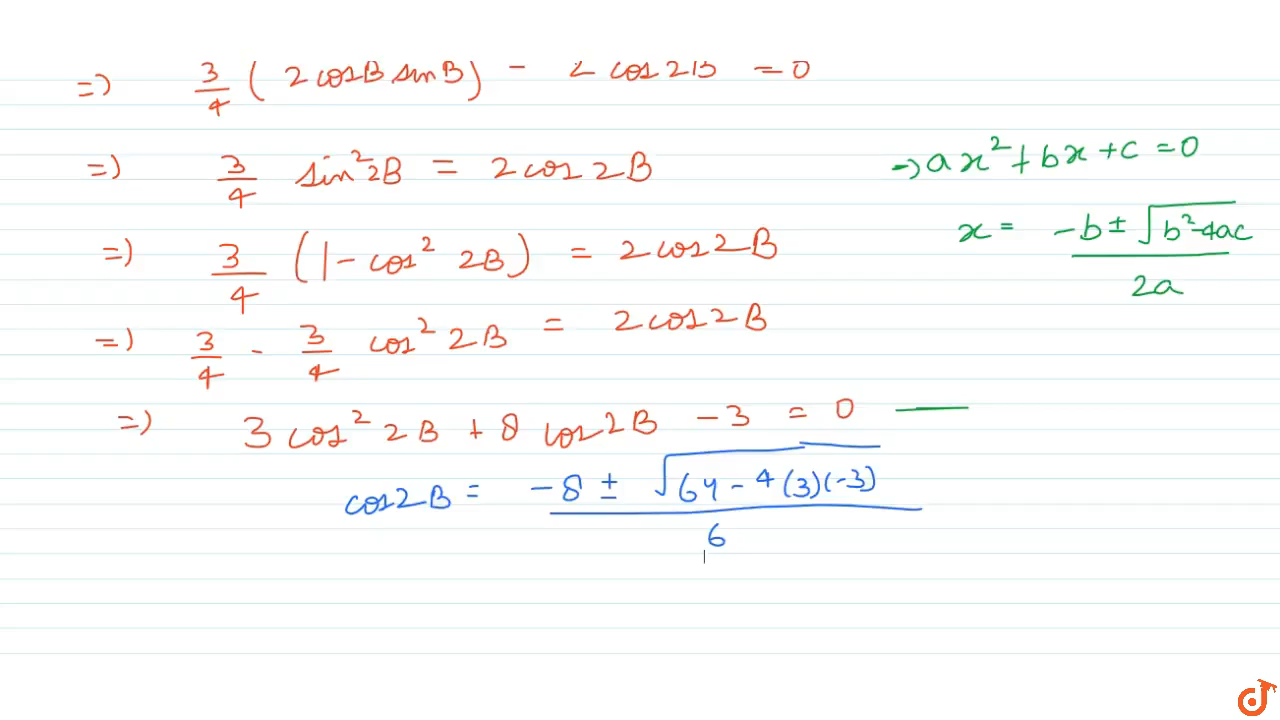 => 3/4 ( 2 cosB sinB ) - 2 cos 2B = 0
=> 3/4 sin² 2B = 2 cos 2B
=> 3/4 (1 - cos² 2B) = 2 cos 2B
=> 3/4 - 3/4 cos² 2B = 2 cos 2B
=> 3 cos² 2B + 8 cos 2B - 3 = 0
cos 2B = (-8 ± √(64 - 4(3)(-3))) / 6
→ ax² + bx + c = 0
x = (-b ± √(b² - 4ac)) / 2a